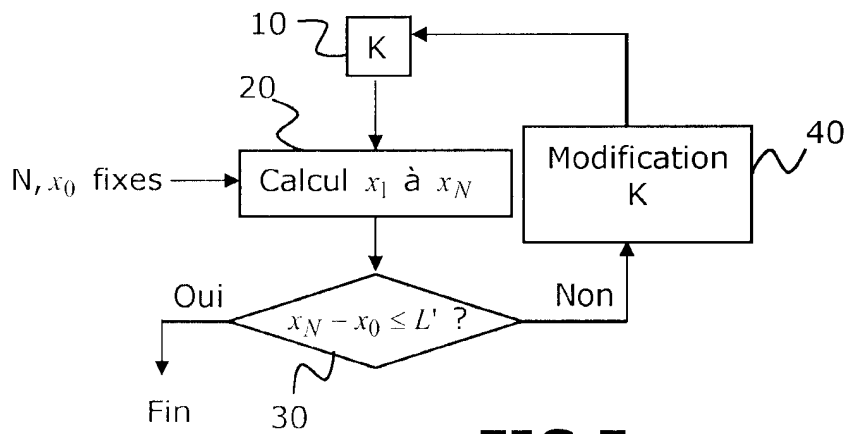 10
K
20
40
Modification
K
N, x₀ fixes
Calcul x₁ à x_N
Oui
Non
x_N – x₀ ≤ L' ?
Fin
30